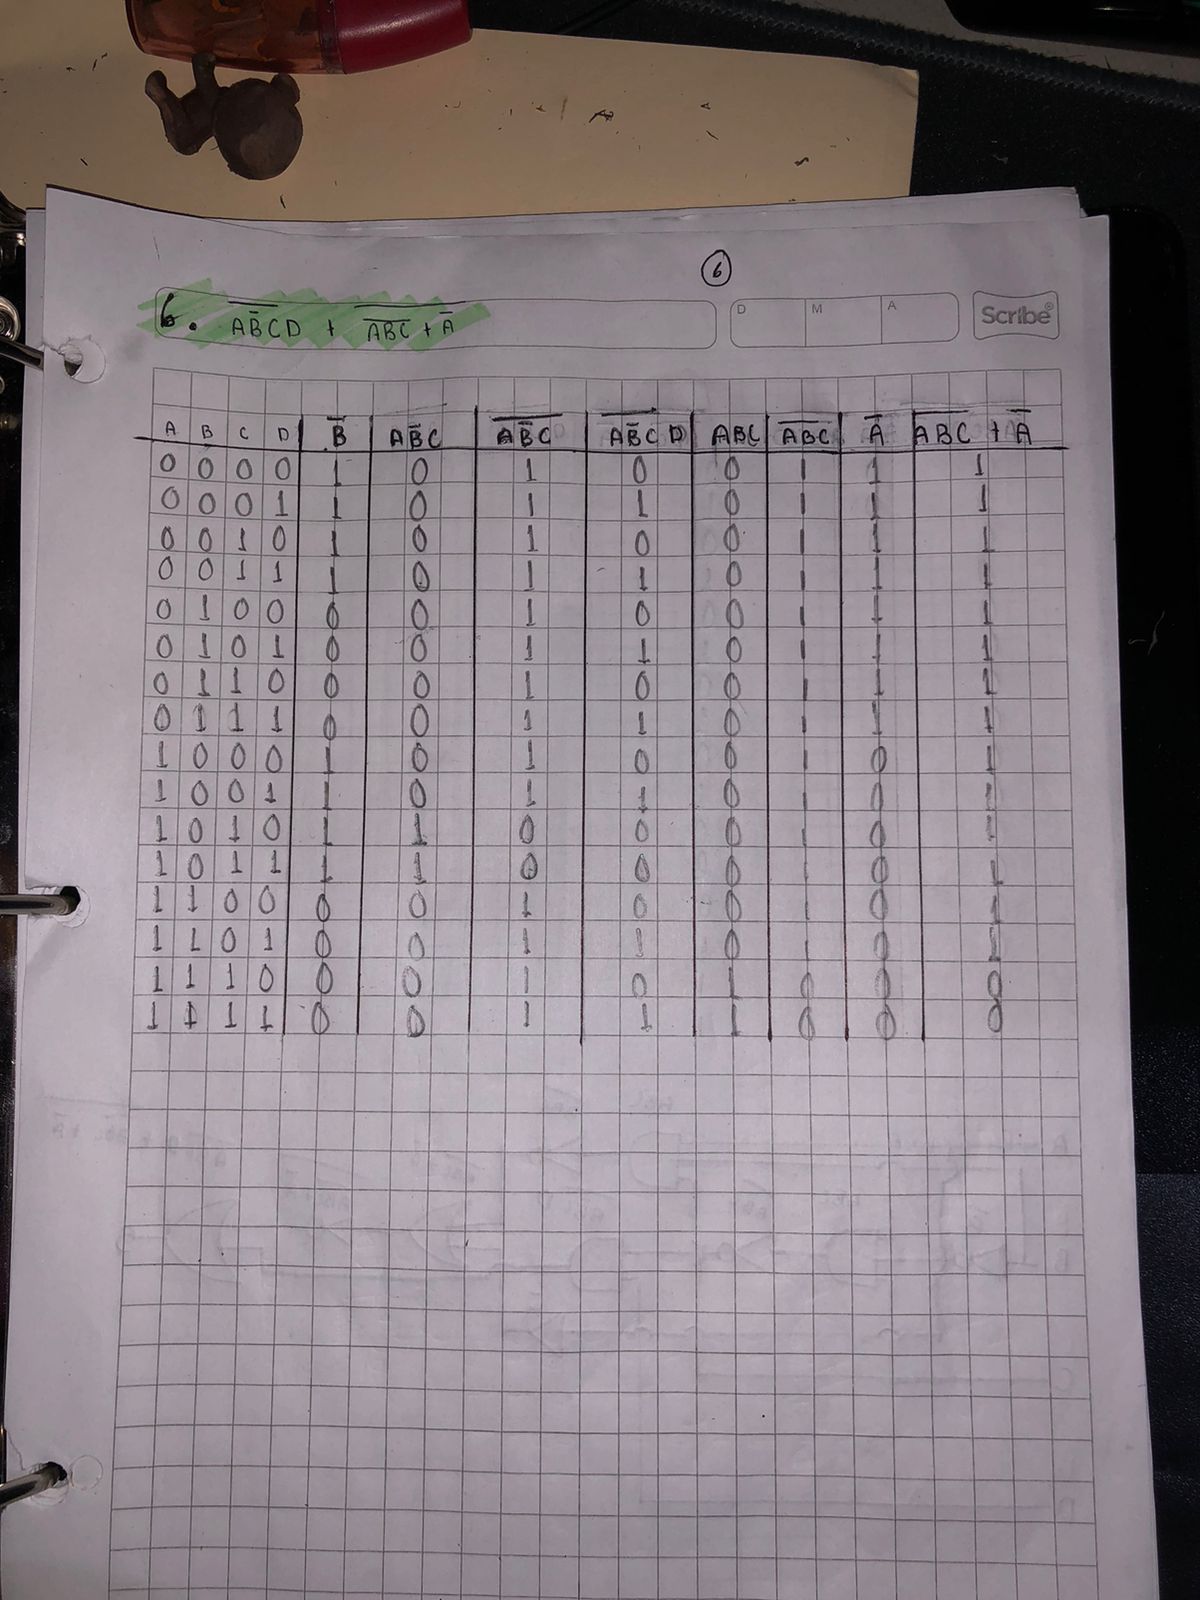 6
6. A̅B̅C̅D + \overline{\overline{ABC} + \overline{A}}
D M A Scribe®
A B C D B̅ AB̅C \overline{AB̅C} \overline{AB̅C} D ABC \overline{ABC} A̅ \overline{ABC} + A̅
0 0 0 0 1 0 1 0 0 1 1 1
0 0 0 1 1 0 1 1 0 1 1 1
0 0 1 0 1 0 1 0 0 1 1 1
0 0 1 1 1 0 1 1 0 1 1 1
0 1 0 0 0 0 1 0 0 1 1 1
0 1 0 1 0 0 1 1 0 1 1 1
0 1 1 0 0 0 1 0 0 1 1 1
0 1 1 1 0 0 1 1 0 1 1 1
1 0 0 0 1 0 1 0 0 1 0 1
1 0 0 1 1 0 1 1 0 1 0 1
1 0 1 0 1 1 0 0 0 1 0 1
1 0 1 1 1 1 0 0 0 1 0 1
1 1 0 0 0 0 1 0 0 1 0 1
1 1 0 1 0 0 1 1 0 1 0 1
1 1 1 0 0 0 1 0 1 0 0 0
1 1 1 1 0 0 1 1 1 0 0 0